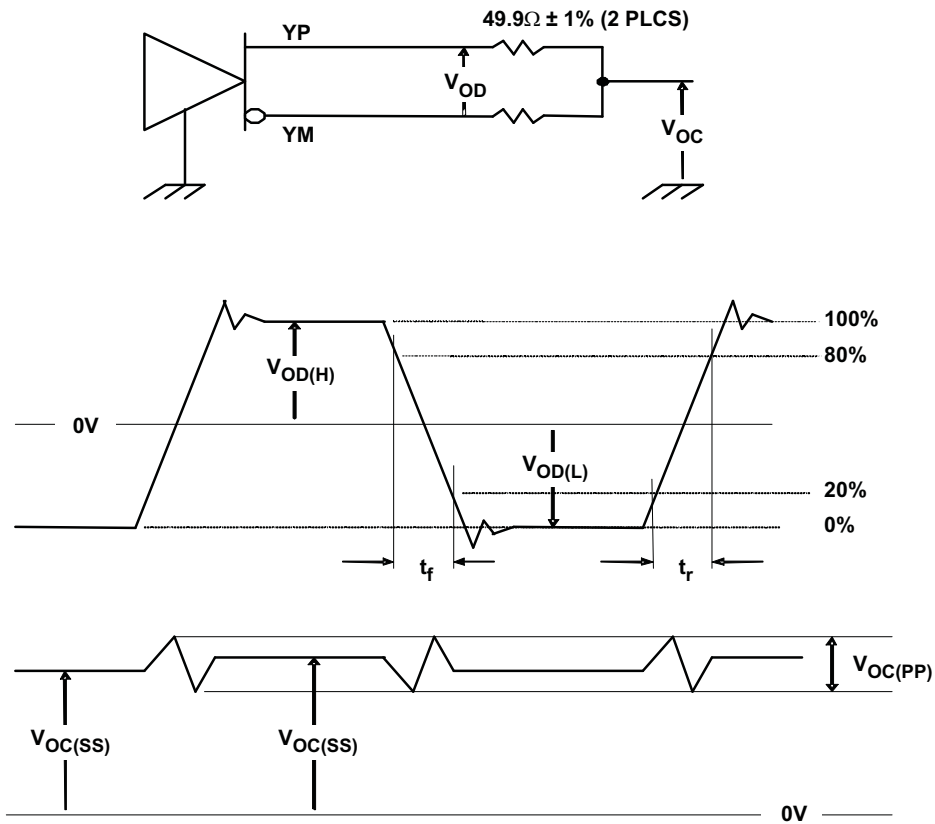 49.9Ω ± 1% (2 PLCS)
YP
VOD
YM
VOC
100%
80%
VOD(H)
0V
VOD(L)
20%
0%
tf
tr
VOC(PP)
VOC(SS)
VOC(SS)
0V